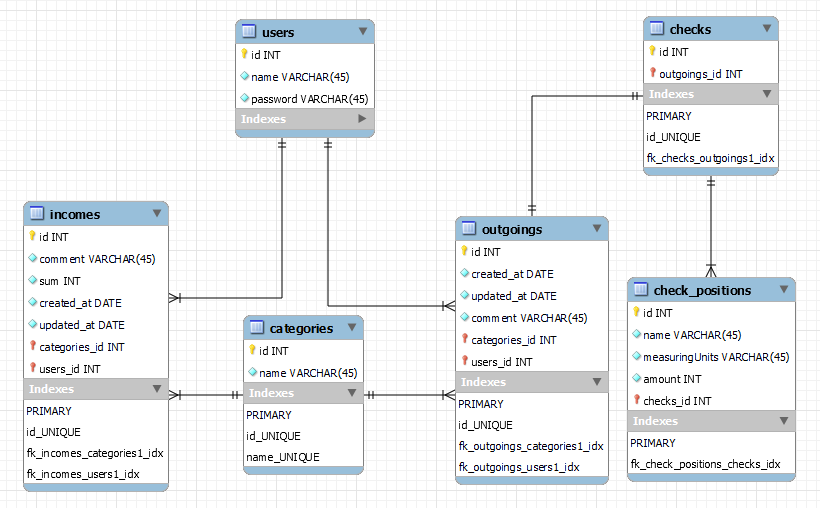 users
id INT
name VARCHAR(45)
password VARCHAR(45)
Indexes
checks
id INT
outgoings_id INT
Indexes
PRIMARY
id_UNIQUE
fk_checks_outgoings1_idx
incomes
id INT
comment VARCHAR(45)
sum INT
created_at DATE
updated_at DATE
categories_id INT
users_id INT
Indexes
PRIMARY
id_UNIQUE
fk_incomes_categories1_idx
fk_incomes_users1_idx
categories
id INT
name VARCHAR(45)
Indexes
PRIMARY
id_UNIQUE
name_UNIQUE
outgoings
id INT
created_at DATE
updated_at DATE
comment VARCHAR(45)
categories_id INT
users_id INT
Indexes
PRIMARY
id_UNIQUE
fk_outgoings_categories1_idx
fk_outgoings_users1_idx
check_positions
id INT
name VARCHAR(45)
measuringUnits VARCHAR(45)
amount INT
checks_id INT
Indexes
PRIMARY
fk_check_positions_checks_idx